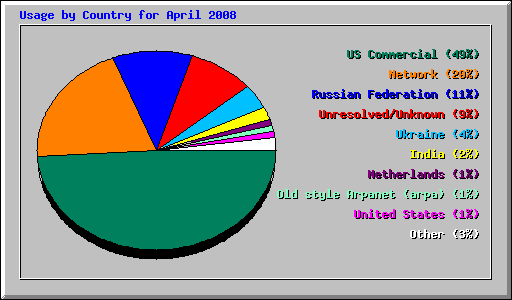 Usage by Country for April 2008
US Commercial (49%)
Network (20%)
Russian Federation (11%)
Unresolved/Unknown (9%)
Ukraine (4%)
India (2%)
Netherlands (1%)
Old style Arpanet (arpa) (1%)
United States (1%)
Other (3%)